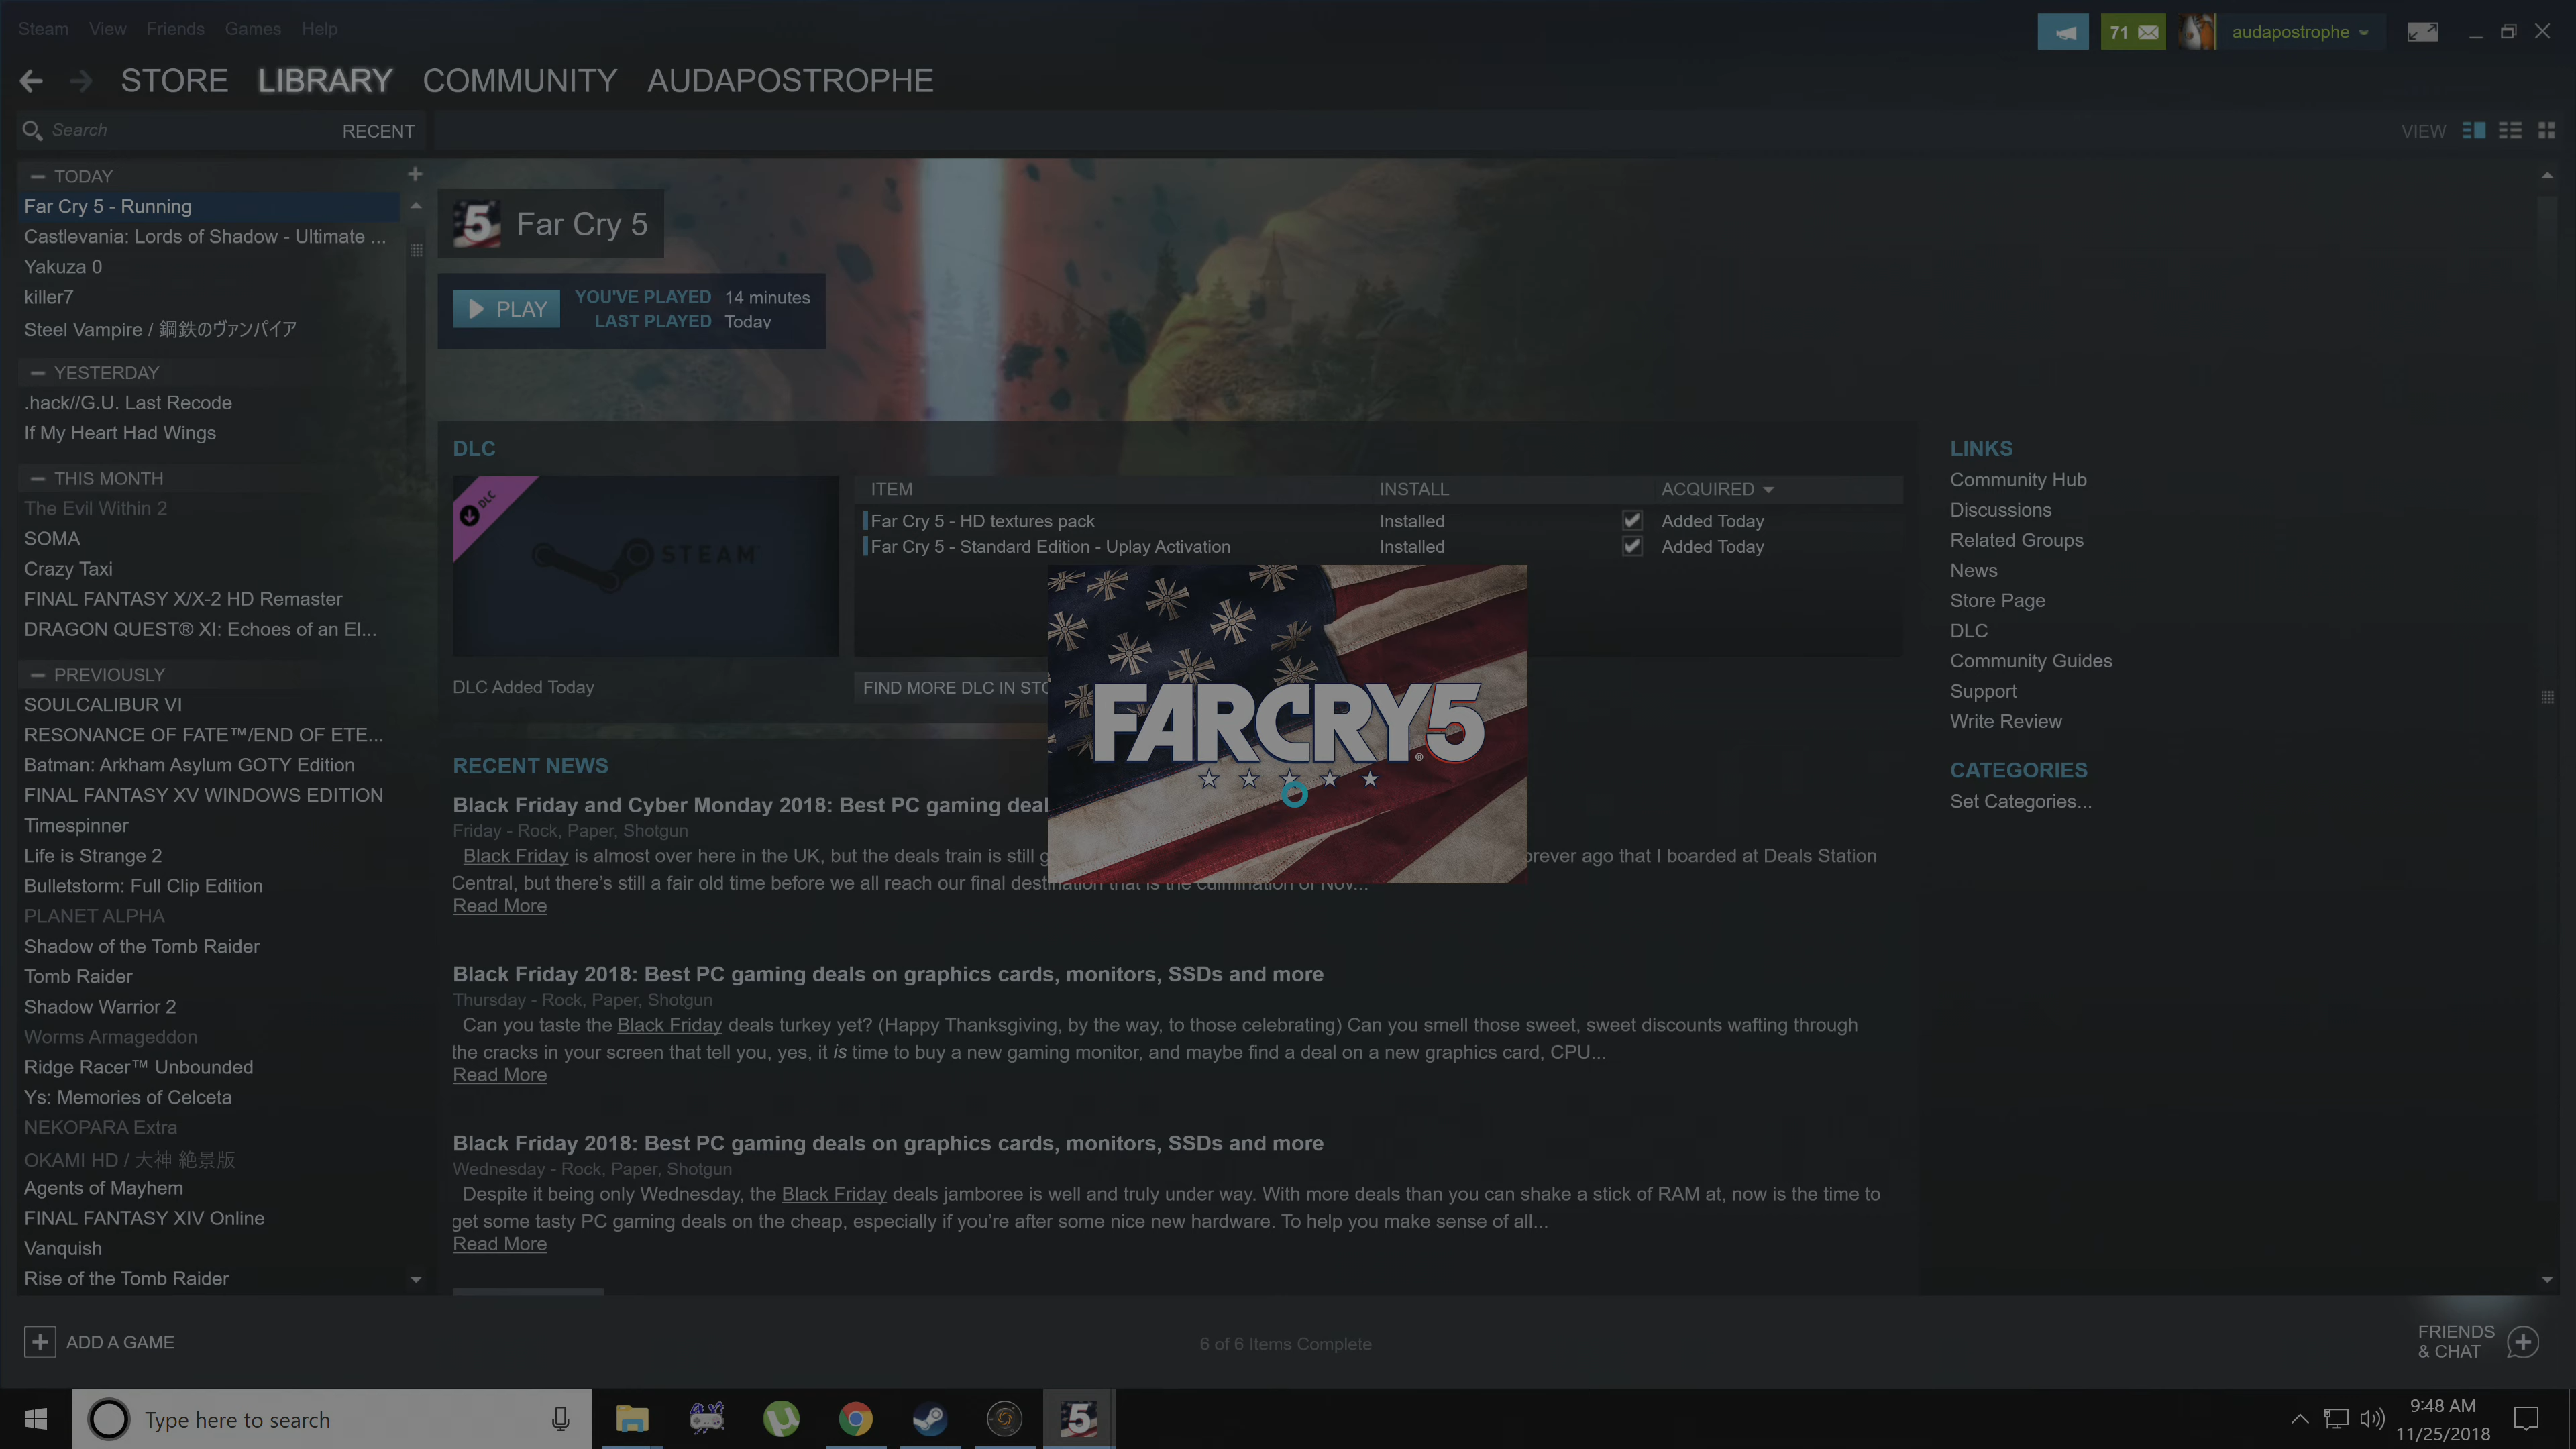 Steam View Friends Games Help
71 audapostrophe
STORE LIBRARY COMMUNITY AUDAPOSTROPHE
Search RECENT VIEW
TODAY
Far Cry 5 - Running
Castlevania: Lords of Shadow - Ultimate ...
Yakuza 0
killer7
Steel Vampire / 鋼鉄のヴァンパイア
YESTERDAY
.hack//G.U. Last Recode
If My Heart Had Wings
THIS MONTH
The Evil Within 2
SOMA
Crazy Taxi
FINAL FANTASY X/X-2 HD Remaster
DRAGON QUEST® XI: Echoes of an El...
PREVIOUSLY
SOULCALIBUR VI
RESONANCE OF FATE™/END OF ETE...
Batman: Arkham Asylum GOTY Edition
FINAL FANTASY XV WINDOWS EDITION
Timespinner
Life is Strange 2
Bulletstorm: Full Clip Edition
PLANET ALPHA
Shadow of the Tomb Raider
Tomb Raider
Shadow Warrior 2
Worms Armageddon
Ridge Racer™ Unbounded
Ys: Memories of Celceta
NEKOPARA Extra
OKAMI HD / 大神 絶景版
Agents of Mayhem
FINAL FANTASY XIV Online
Vanquish
Rise of the Tomb Raider
5 Far Cry 5
PLAY YOU'VE PLAYED 14 minutes
LAST PLAYED Today
DLC
DLC
STEAM
DLC Added Today
ITEM INSTALL ACQUIRED
Far Cry 5 - HD textures pack Installed Added Today
Far Cry 5 - Standard Edition - Uplay Activation Installed Added Today
FIND MORE DLC IN STO
FARCRY5
RECENT NEWS
Black Friday and Cyber Monday 2018: Best PC gaming deal
Friday - Rock, Paper, Shotgun
Black Friday is almost over here in the UK, but the deals train is still g orever ago that I boarded at Deals Station
Central, but there's still a fair old time before we all reach our final destination that is the culmination of Nov...
Read More
Black Friday 2018: Best PC gaming deals on graphics cards, monitors, SSDs and more
Thursday - Rock, Paper, Shotgun
Can you taste the Black Friday deals turkey yet? (Happy Thanksgiving, by the way, to those celebrating) Can you smell those sweet, sweet discounts wafting through
the cracks in your screen that tell you, yes, it is time to buy a new gaming monitor, and maybe find a deal on a new graphics card, CPU...
Read More
Black Friday 2018: Best PC gaming deals on graphics cards, monitors, SSDs and more
Wednesday - Rock, Paper, Shotgun
Despite it being only Wednesday, the Black Friday deals jamboree is well and truly under way. With more deals than you can shake a stick of RAM at, now is the time to
get some tasty PC gaming deals on the cheap, especially if you're after some nice new hardware. To help you make sense of all...
Read More
LINKS
Community Hub
Discussions
Related Groups
News
Store Page
DLC
Community Guides
Support
Write Review
CATEGORIES
Set Categories...
ADD A GAME
6 of 6 Items Complete
FRIENDS
& CHAT
Type here to search
5
9:48 AM
11/25/2018